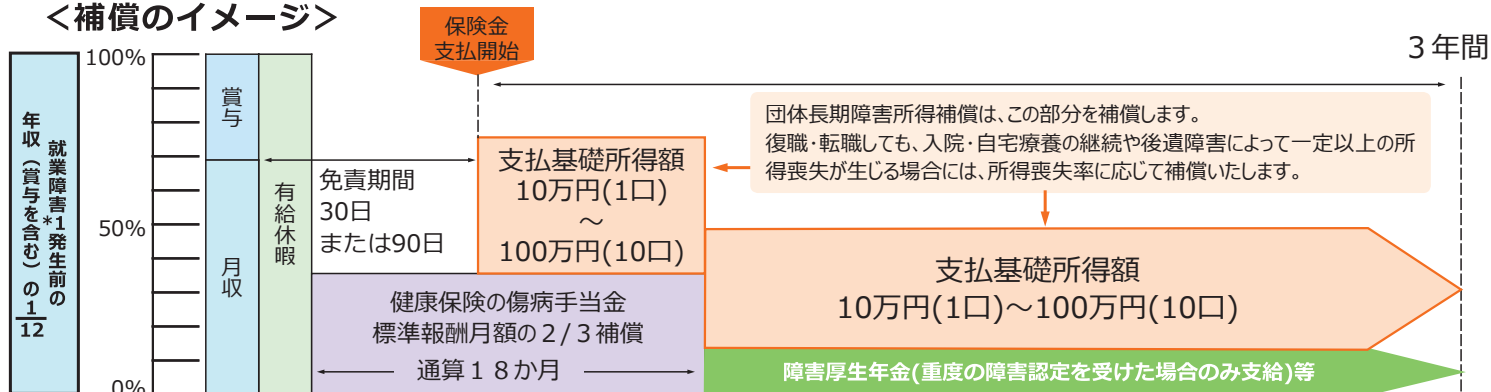 ＜補償のイメージ＞
保険金
支払開始
3年間
100%
50%
0%
就業障害*1発生前の
年収（賞与を含む）の1/12
賞与
月収
有給休暇
免責期間
30日
または90日
支払基礎所得額
10万円(1口)
～
100万円(10口)
団体長期障害所得補償は、この部分を補償します。
復職・転職しても、入院・自宅療養の継続や後遺障害によって一定以上の所
得喪失が生じる場合には、所得喪失率に応じて補償いたします。
支払基礎所得額
10万円(1口)～100万円(10口)
健康保険の傷病手当金
標準報酬月額の2/3補償
通算18か月
障害厚生年金(重度の障害認定を受けた場合のみ支給)等